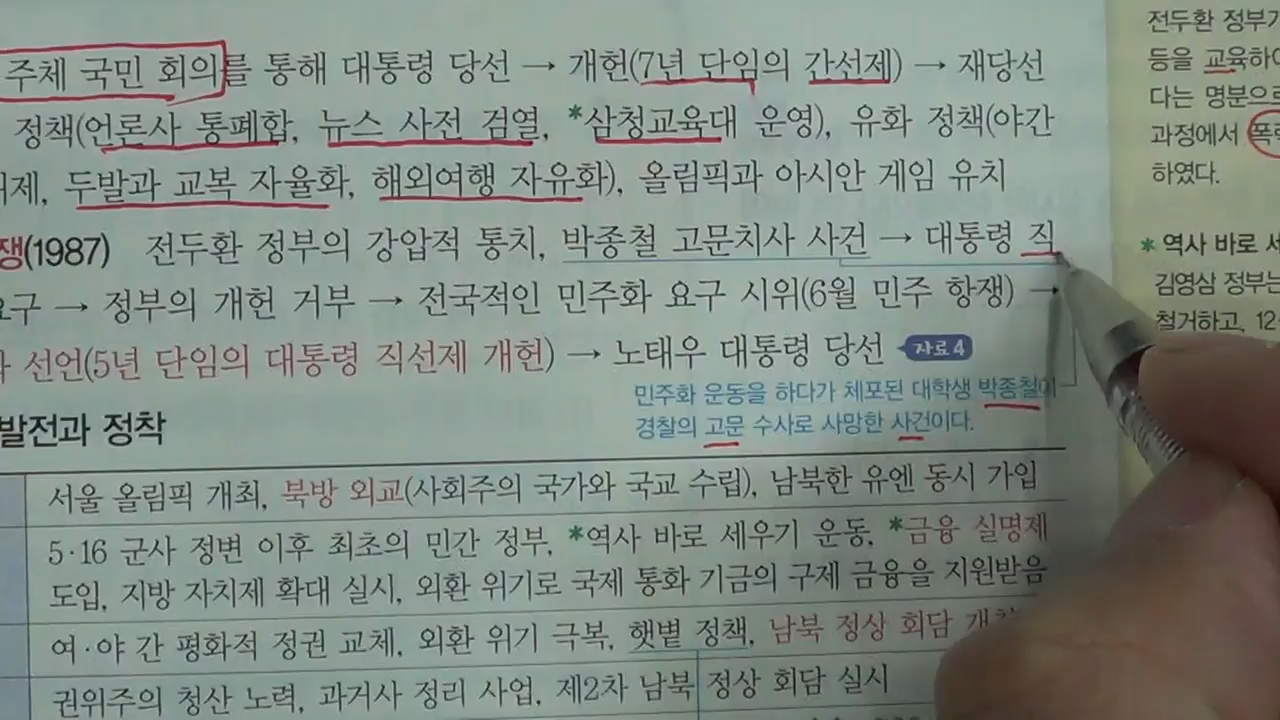 주체 국민 회의를 통해 대통령 당선 → 개헌(7년 단임의 간선제) → 재당선
정책(언론사 통폐합, 뉴스 사전 검열, *삼청교육대 운영), 유화 정책(야간
제, 두발과 교복 자율화, 해외여행 자유화), 올림픽과 아시안 게임 유치
쟁(1987) 전두환 정부의 강압적 통치, 박종철 고문치사 사건 → 대통령 직
요구 → 정부의 개헌 거부 → 전국적인 민주화 요구 시위(6월 민주 항쟁) →
선언(5년 단임의 대통령 직선제 개헌) → 노태우 대통령 당선 자료4
민주화 운동을 하다가 체포된 대학생 박종철이
경찰의 고문 수사로 사망한 사건이다.
발전과 정착
서울 올림픽 개최, 북방 외교(사회주의 국가와 국교 수립), 남북한 유엔 동시 가입
5·16 군사 정변 이후 최초의 민간 정부, *역사 바로 세우기 운동, *금융 실명제
도입, 지방 자치제 확대 실시, 외환 위기로 국제 통화 기금의 구제 금융을 지원받음
여·야 간 평화적 정권 교체, 외환 위기 극복, 햇볕 정책, 남북 정상 회담
권위주의 청산 노력, 과거사 정리 사업, 제2차 남북 정상 회담 실시
전두환 정부가
등을 교육하
다는 명분으로
과정에서 폭
하였다.
* 역사 바로 세
김영삼 정부는
철거하고, 12